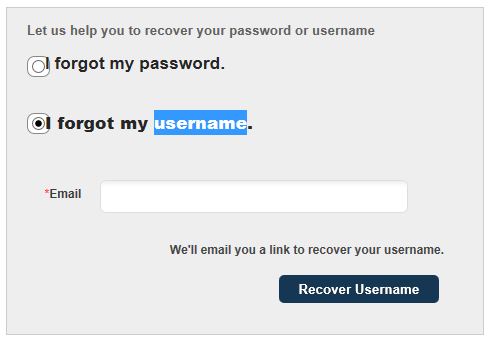 Let us help you to recover your password or username
I forgot my password.
I forgot my username.
*Email
We'll email you a link to recover your username.
Recover Username